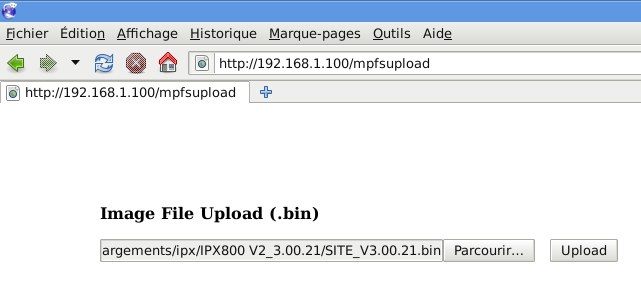 Fichier Édition Affichage Historique Marque-pages Outils Aide
http://192.168.1.100/mpfsupload
http://192.168.1.100/mpfsupload
Image File Upload (.bin)
argements/ipx/IPX800 V2_3.00.21/SITE_V3.00.21.bin Parcourir... Upload